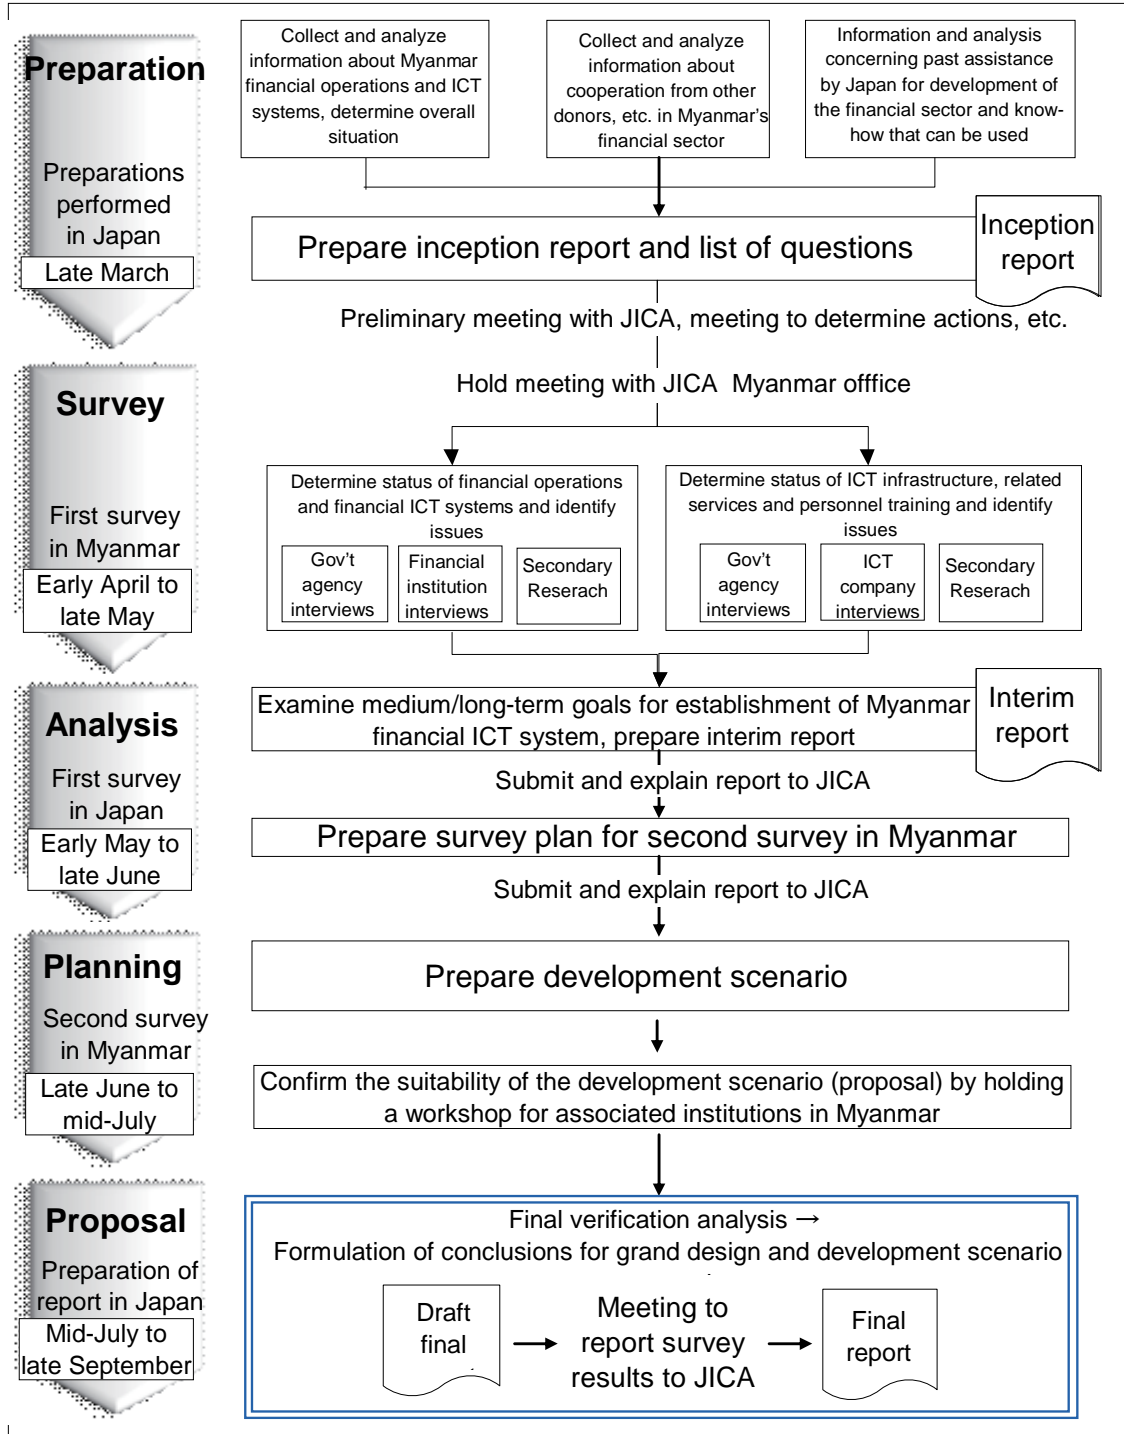 Preparation
Preparations
performed
in Japan
Late March
Collect and analyze
information about Myanmar
financial operations and ICT
systems, determine overall
situation
Collect and analyze
information about
cooperation from other
donors, etc. in Myanmar's
financial sector
Information and analysis
concerning past assistance
by Japan for development of
the financial sector and know-
how that can be used
Prepare inception report and list of questions
Inception
report
Preliminary meeting with JICA, meeting to determine actions, etc.
Hold meeting with JICA Myanmar offfice
Survey
First survey
in Myanmar
Early April to
late May
Determine status of financial operations
and financial ICT systems and identify
issues
Gov't
agency
interviews
Financial
institution
interviews
Secondary
Reserach
Determine status of ICT infrastructure, related
services and personnel training and identify
issues
Gov't
agency
interviews
ICT
company
interviews
Secondary
Reserach
Analysis
First survey
in Japan
Early May to
late June
Examine medium/long-term goals for establishment of Myanmar
financial ICT system, prepare interim report
Interim
report
Submit and explain report to JICA
Prepare survey plan for second survey in Myanmar
Submit and explain report to JICA
Planning
Second survey
in Myanmar
Late June to
mid-July
Prepare development scenario
Confirm the suitability of the development scenario (proposal) by holding
a workshop for associated institutions in Myanmar
Proposal
Preparation of
report in Japan
Mid-July to
late September
Final verification analysis →
Formulation of conclusions for grand design and development scenario
Draft
final
Meeting to
report survey
results to JICA
Final
report